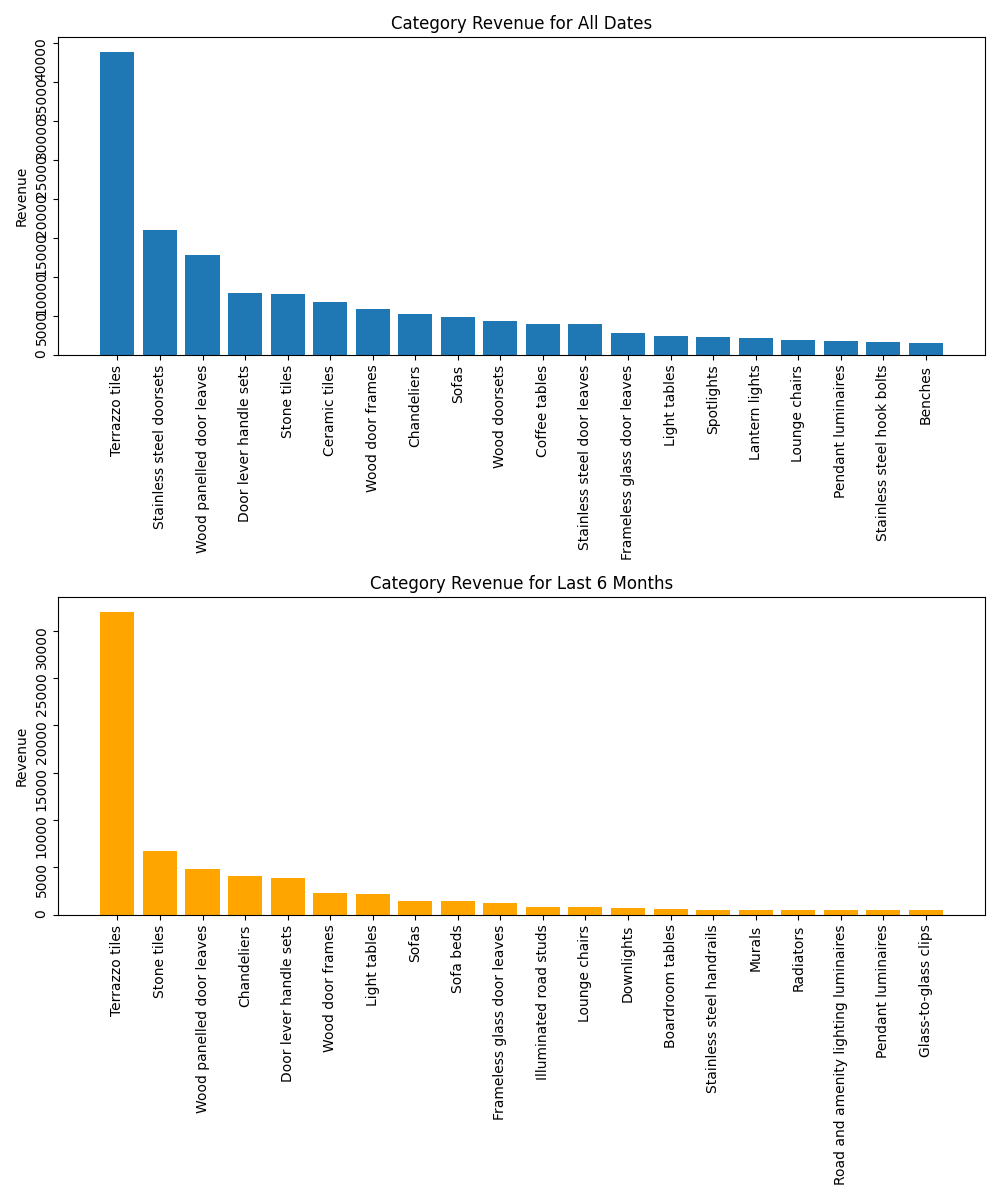 Category Revenue for All Dates
Revenue
0
5000
10000
15000
20000
25000
30000
35000
40000
Terrazzo tiles
Stainless steel doorsets
Wood panelled door leaves
Door lever handle sets
Stone tiles
Ceramic tiles
Wood door frames
Chandeliers
Sofas
Wood doorsets
Coffee tables
Stainless steel door leaves
Frameless glass door leaves
Light tables
Spotlights
Lantern lights
Lounge chairs
Pendant luminaires
Stainless steel hook bolts
Benches
Category Revenue for Last 6 Months
Revenue
0
5000
10000
15000
20000
25000
30000
Terrazzo tiles
Stone tiles
Wood panelled door leaves
Chandeliers
Door lever handle sets
Wood door frames
Light tables
Sofas
Sofa beds
Frameless glass door leaves
Illuminated road studs
Lounge chairs
Downlights
Boardroom tables
Stainless steel handrails
Murals
Radiators
Road and amenity lighting luminaires
Pendant luminaires
Glass-to-glass clips